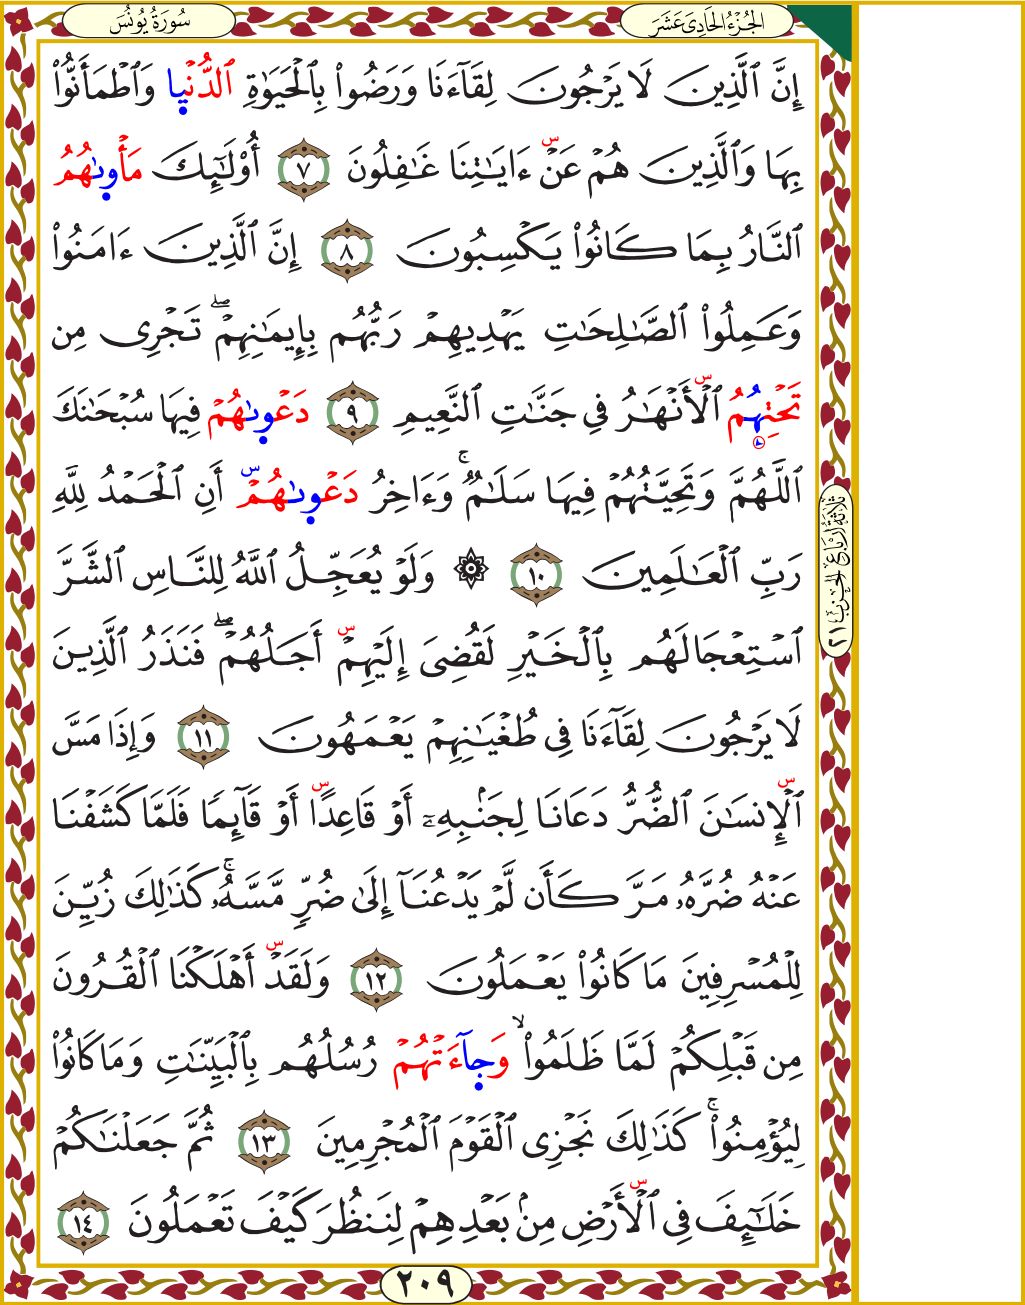 الجُزْءُ الحَادِىَ عَشَرَ
سُورَةُ يُونُسَ
إِنَّ ٱلَّذِينَ لَا يَرْجُونَ لِقَآءَنَا وَرَضُوا۟ بِٱلْحَيَوٰةِ ٱلدُّنْيَا وَٱطْمَأَنُّوا۟
بِهَا وَٱلَّذِينَ هُمْ عَنْ ءَايَـٰتِنَا غَـٰفِلُونَ ٧ أُو۟لَـٰٓئِكَ مَأْوَىٰهُمُ
ٱلنَّارُ بِمَا كَانُوا۟ يَكْسِبُونَ ٨ إِنَّ ٱلَّذِينَ ءَامَنُوا۟
وَعَمِلُوا۟ ٱلصَّـٰلِحَـٰتِ يَهْدِيهِمْ رَبُّهُم بِإِيمَـٰنِهِمْ ۖ تَجْرِى مِن
تَحْتِهِمُ ٱلْأَنْهَـٰرُ فِى جَنَّـٰتِ ٱلنَّعِيمِ ٩ دَعْوَىٰهُمْ فِيهَا سُبْحَـٰنَكَ
ٱللَّهُمَّ وَتَحِيَّتُهُمْ فِيهَا سَلَـٰمٌ ۚ وَءَاخِرُ دَعْوَىٰهُمْ أَنِ ٱلْحَمْدُ لِلَّهِ
رَبِّ ٱلْعَـٰلَمِينَ ١٠ ۞ وَلَوْ يُعَجِّلُ ٱللَّهُ لِلنَّاسِ ٱلشَّرَّ
ٱسْتِعْجَالَهُم بِٱلْخَيْرِ لَقُضِىَ إِلَيْهِمْ أَجَلُهُمْ ۖ فَنَذَرُ ٱلَّذِينَ
لَا يَرْجُونَ لِقَآءَنَا فِى طُغْيَـٰنِهِمْ يَعْمَهُونَ ١١ وَإِذَا مَسَّ
ٱلْإِنسَـٰنَ ٱلضُّرُّ دَعَانَا لِجَنۢبِهِۦٓ أَوْ قَاعِدًا أَوْ قَآئِمًا فَلَمَّا كَشَفْنَا
عَنْهُ ضُرَّهُۥ مَرَّ كَأَن لَّمْ يَدْعُنَآ إِلَىٰ ضُرٍّ مَّسَّهُۥ ۚ كَذَٰلِكَ زُيِّنَ
لِلْمُسْرِفِينَ مَا كَانُوا۟ يَعْمَلُونَ ١٢ وَلَقَدْ أَهْلَكْنَا ٱلْقُرُونَ
مِن قَبْلِكُمْ لَمَّا ظَلَمُوا۟ ۙ وَجَآءَتْهُمْ رُسُلُهُم بِٱلْبَيِّنَـٰتِ وَمَا كَانُوا۟
لِيُؤْمِنُوا۟ ۚ كَذَٰلِكَ نَجْزِى ٱلْقَوْمَ ٱلْمُجْرِمِينَ ١٣ ثُمَّ جَعَلْنَـٰكُمْ
خَلَـٰٓئِفَ فِى ٱلْأَرْضِ مِنۢ بَعْدِهِمْ لِنَنظُرَ كَيْفَ تَعْمَلُونَ ١٤
ثَلَاثَةُ أَرْبَاعِ الحِزْبِ ٢١
٢٠٩